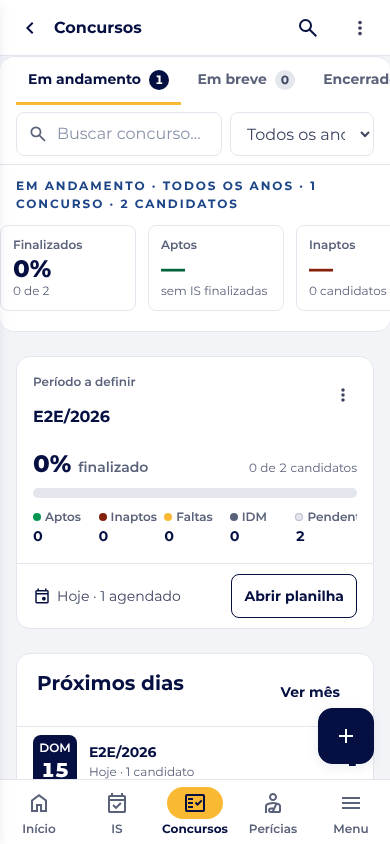 Concursos
Em andamento 1
Em breve 0
Encerrad
Buscar concurso...
Todos os anc
EM ANDAMENTO · TODOS OS ANOS · 1
CONCURSO · 2 CANDIDATOS
Finalizados
0%
0 de 2
Aptos
—
sem IS finalizadas
Inaptos
—
0 candidatos
Período a definir
E2E/2026
0% finalizado
0 de 2 candidatos
Aptos
0
Inaptos
0
Faltas
0
IDM
0
Pendent
2
Hoje · 1 agendado
Abrir planilha
Próximos dias
Ver mês
DOM
15
E2E/2026
Hoje · 1 candidato
Início
IS
Concursos
Perícias
Menu